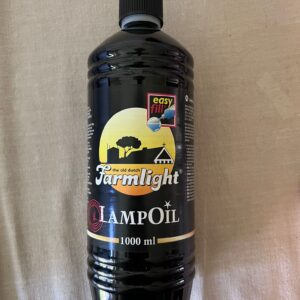 easy
fill
the old dutch
Farmlight®
LAMPOIL
1000 ml